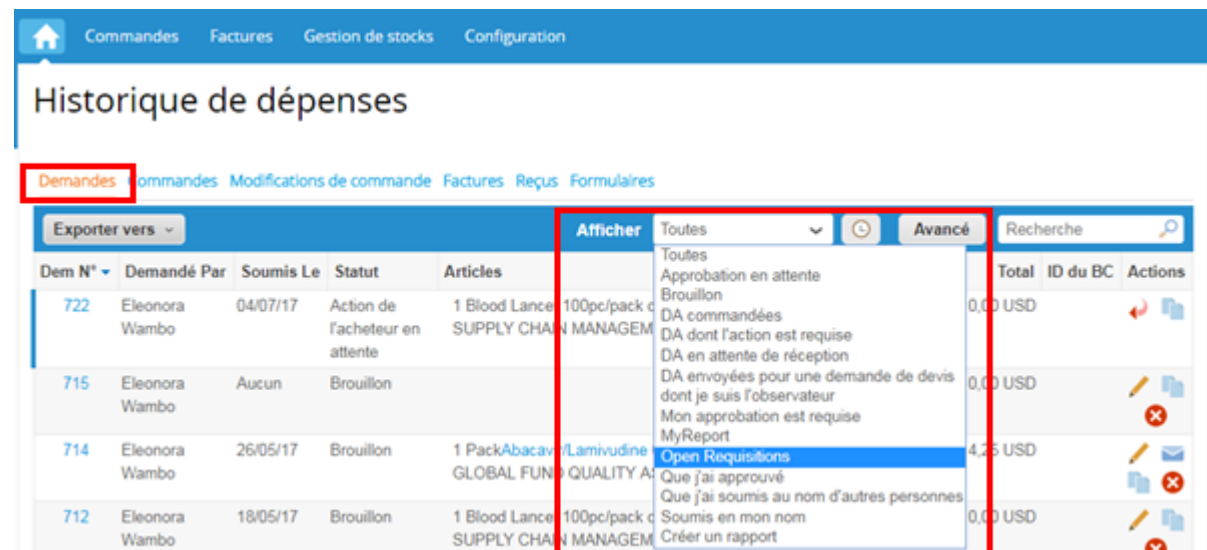 Commandes Factures Gestion de stocks Configuration
Historique de dépenses
Demandes Commandes Modifications de commande Factures Reçus Formulaires
Exporter vers Afficher Toutes Avancé Recherche
Dem N° Demandé Par Soumis Le Statut Articles Total ID du BC Actions
Toutes
Approbation en attente
Brouillon
DA commandées
DA dont l'action est requise
DA en attente de réception
DA envoyées pour une demande de devis
dont je suis l'observateur
Mon approbation est requise
MyReport
Open Requisitions
Que j'ai approuvé
Que j'ai soumis au nom d'autres personnes
Soumis en mon nom
Créer un rapport
722 Eleonora 04/07/17 Action de 1 Blood Lancet 100pc/pack 0,00 USD
Wambo l'acheteur en SUPPLY CHAIN
attente
715 Eleonora Aucun Brouillon 0,00 USD
Wambo
714 Eleonora 26/05/17 Brouillon 1 PackAbacavir/Lamivudine 4,25 USD
Wambo GLOBAL FUND QUALITY
712 Eleonora 18/05/17 Brouillon 1 Blood Lancet 100pc/pack 0,00 USD
Wambo SUPPLY CHAIN